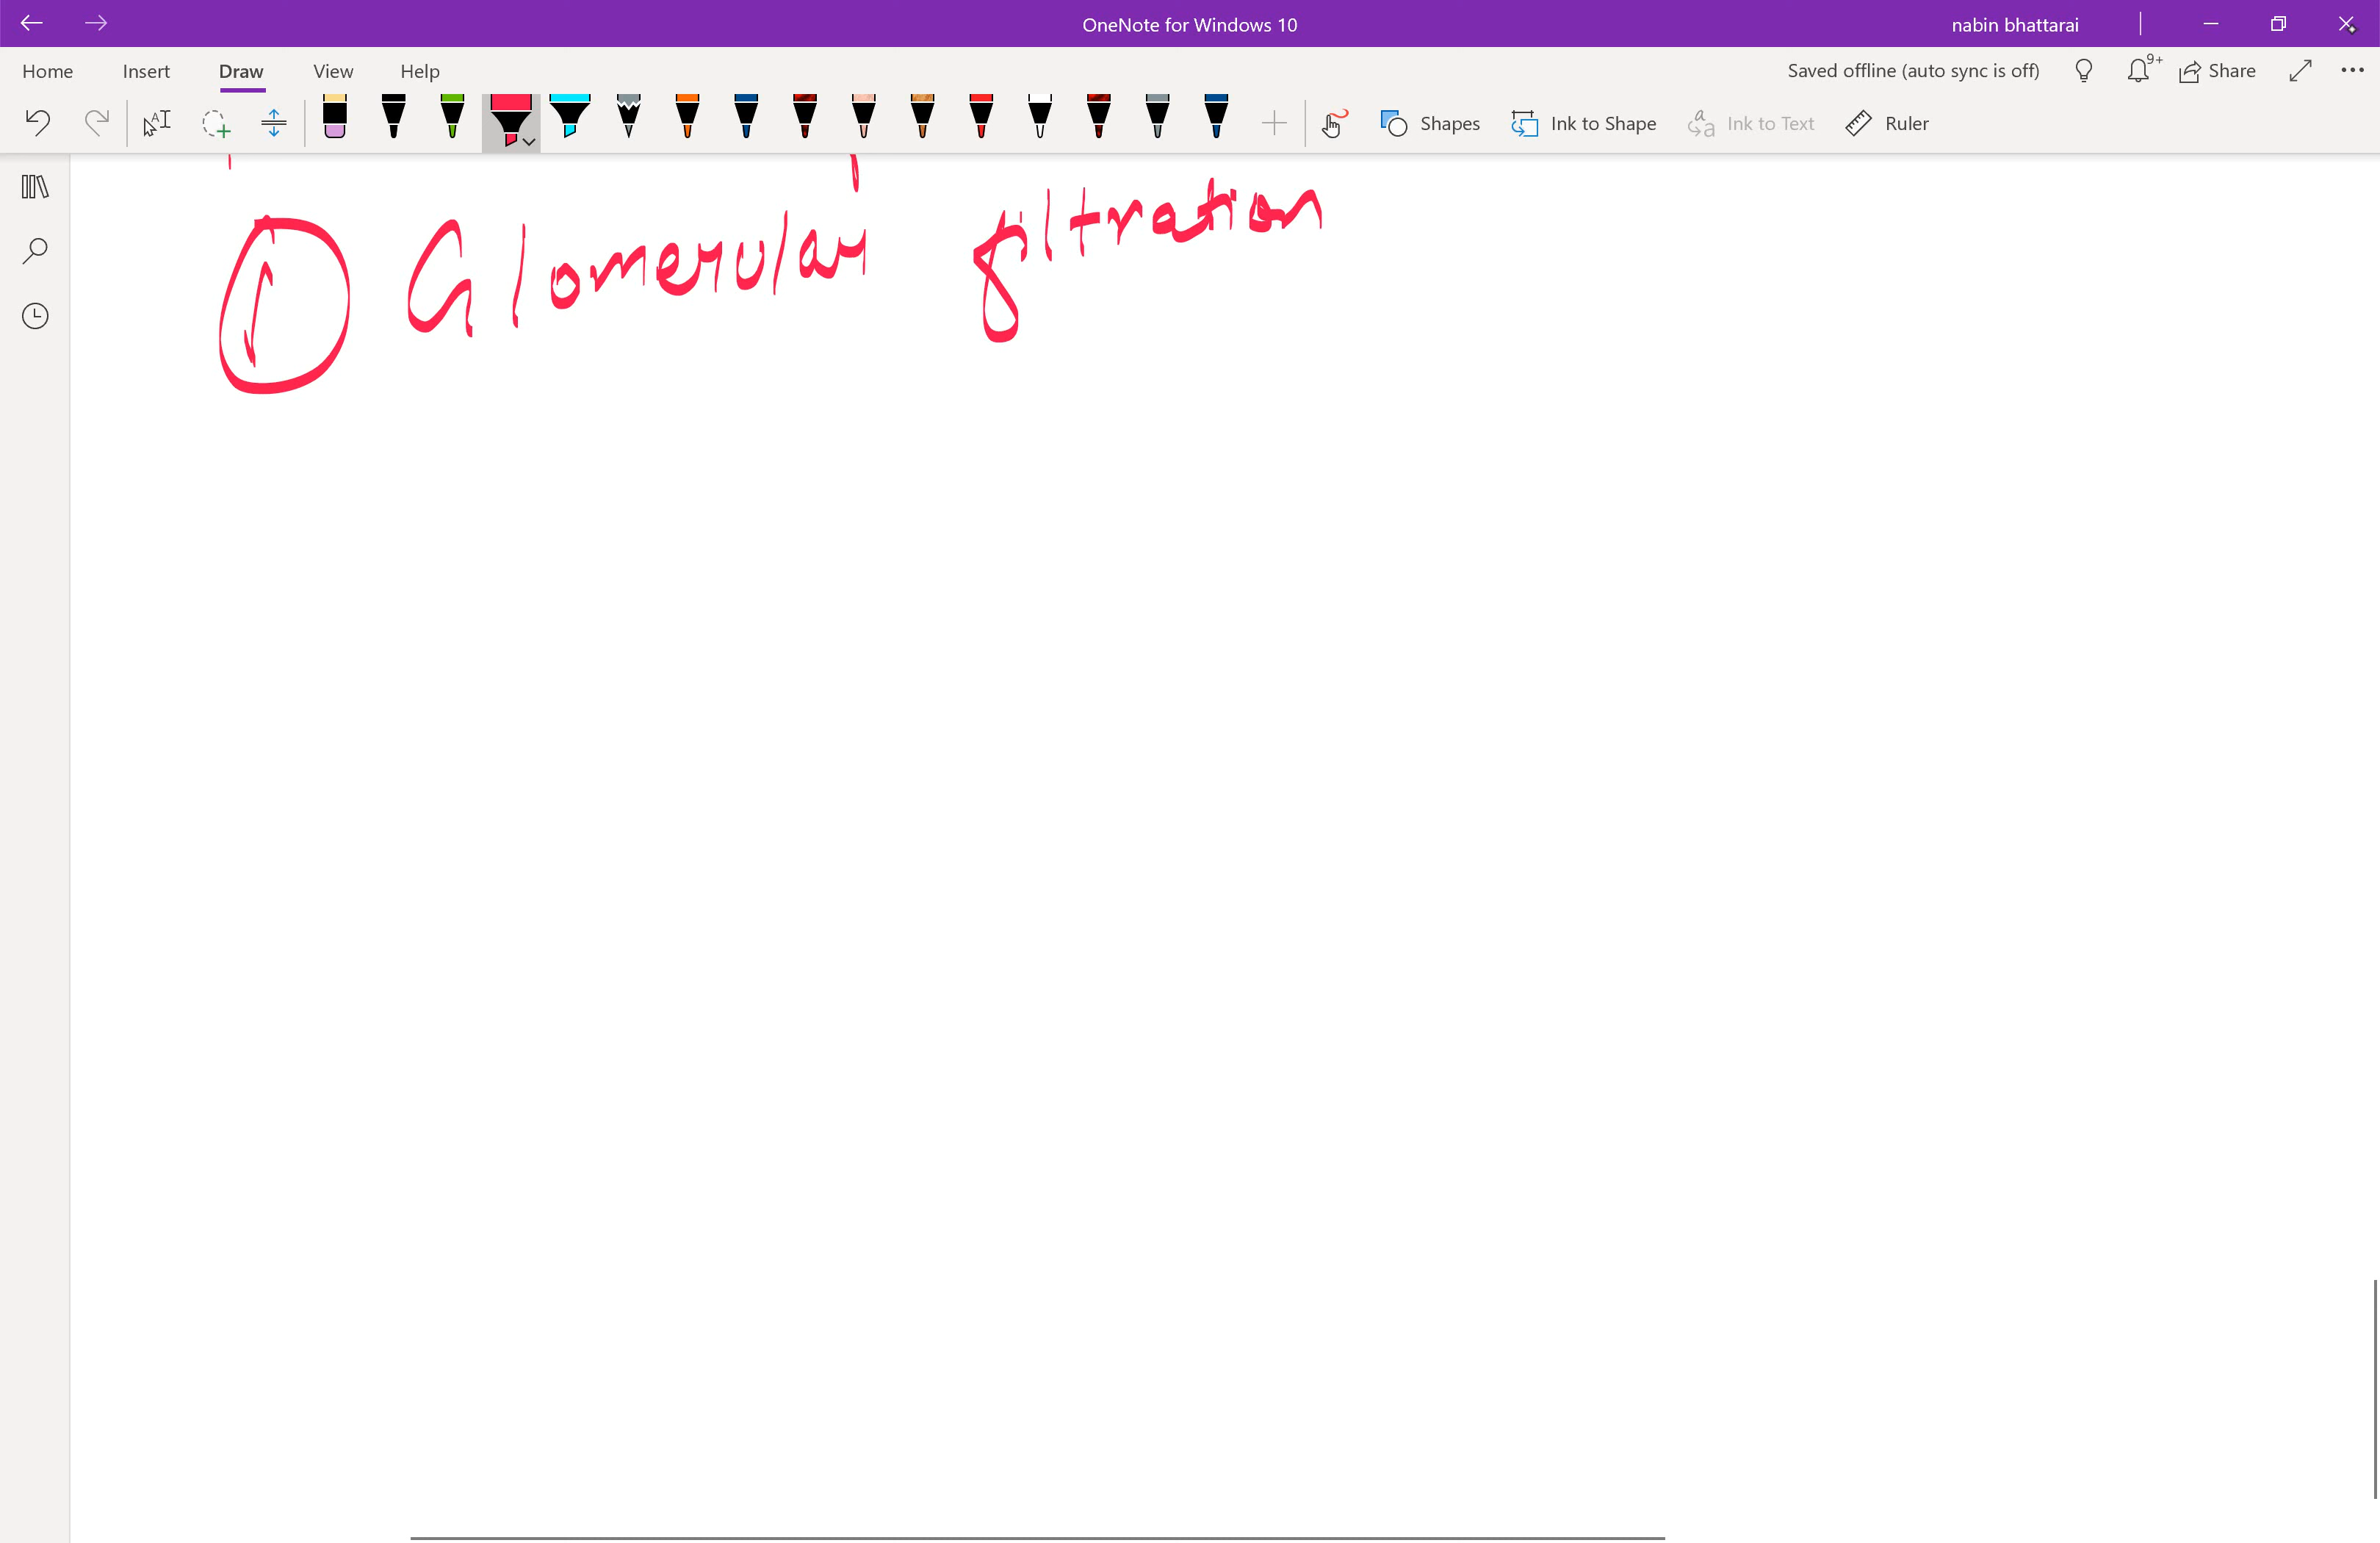 OneNote for Windows 10
nabin bhattarai
Home Insert Draw View Help
Saved offline (auto sync is off)
9+
Share
Shapes
Ink to Shape
Ink to Text
Ruler
1 Glomerular filtration